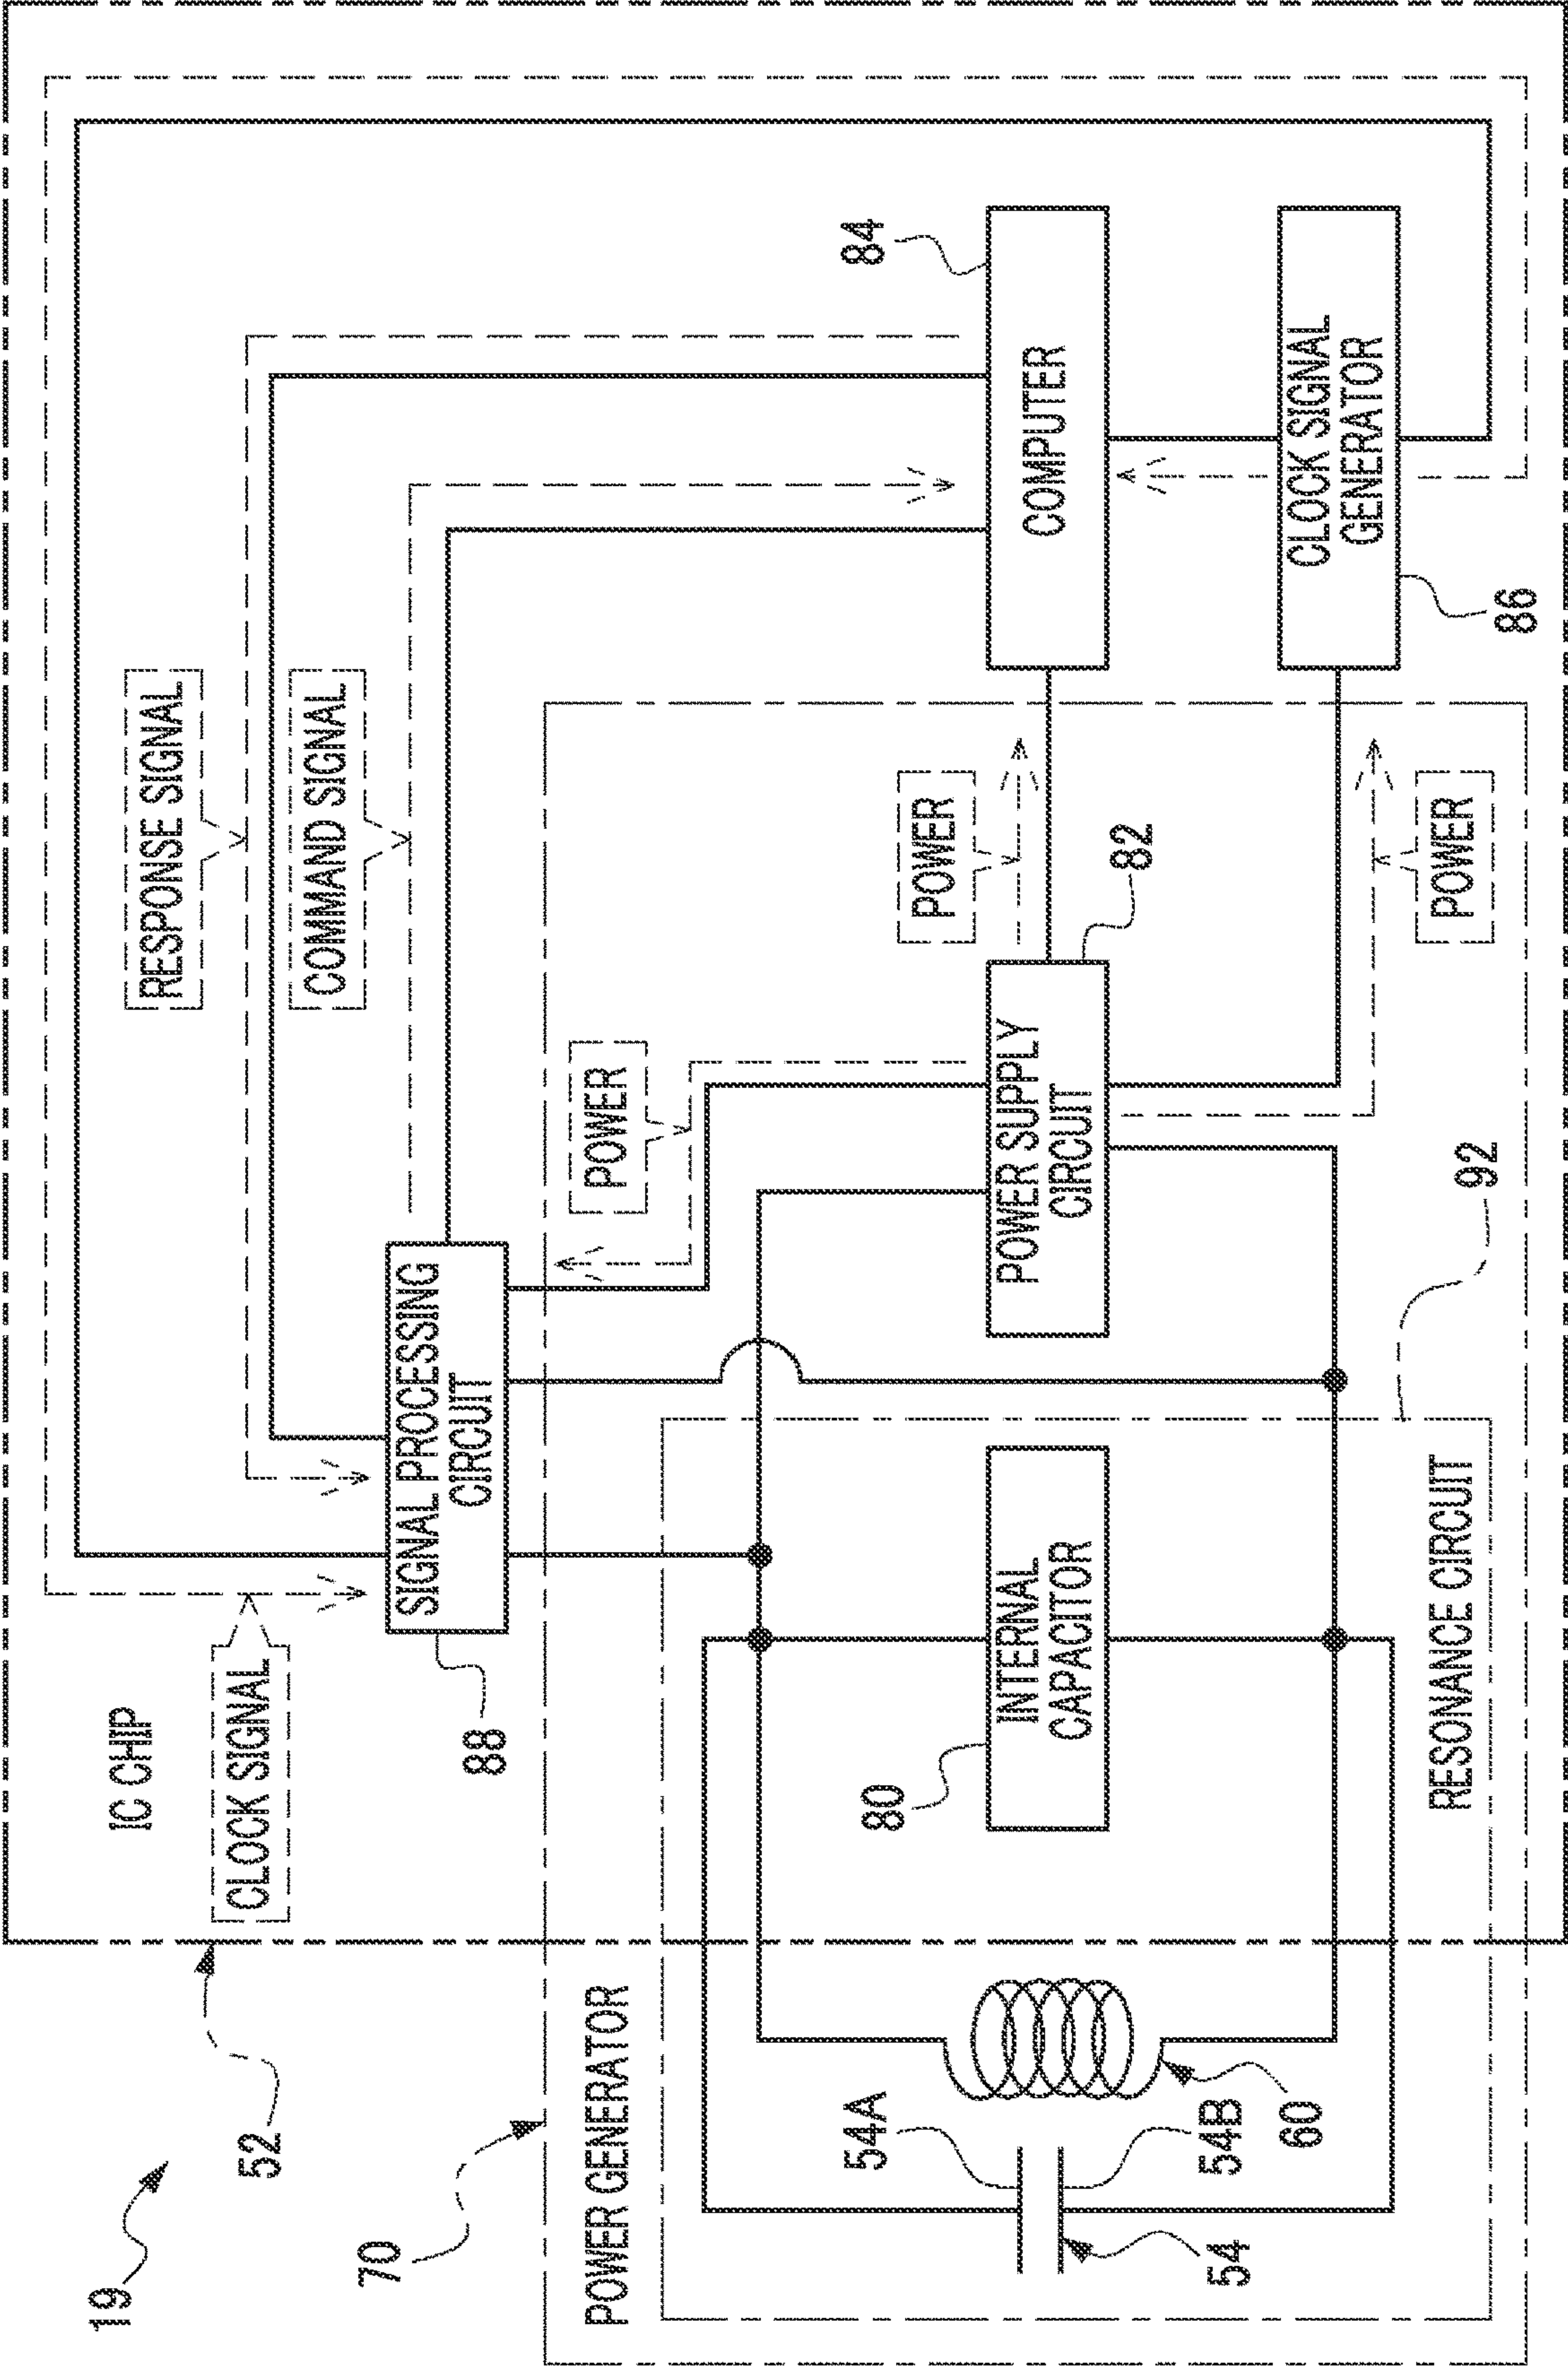 19
52
IC CHIP
CLOCK SIGNAL
RESPONSE SIGNAL
COMMAND SIGNAL
88
SIGNAL PROCESSING
CIRCUIT
70
POWER GENERATOR
POWER
54A
54B
54
60
80
INTERNAL
CAPACITOR
POWER SUPPLY
CIRCUIT
82
POWER
84
COMPUTER
CLOCK SIGNAL
GENERATOR
86
POWER
RESONANCE CIRCUIT
92